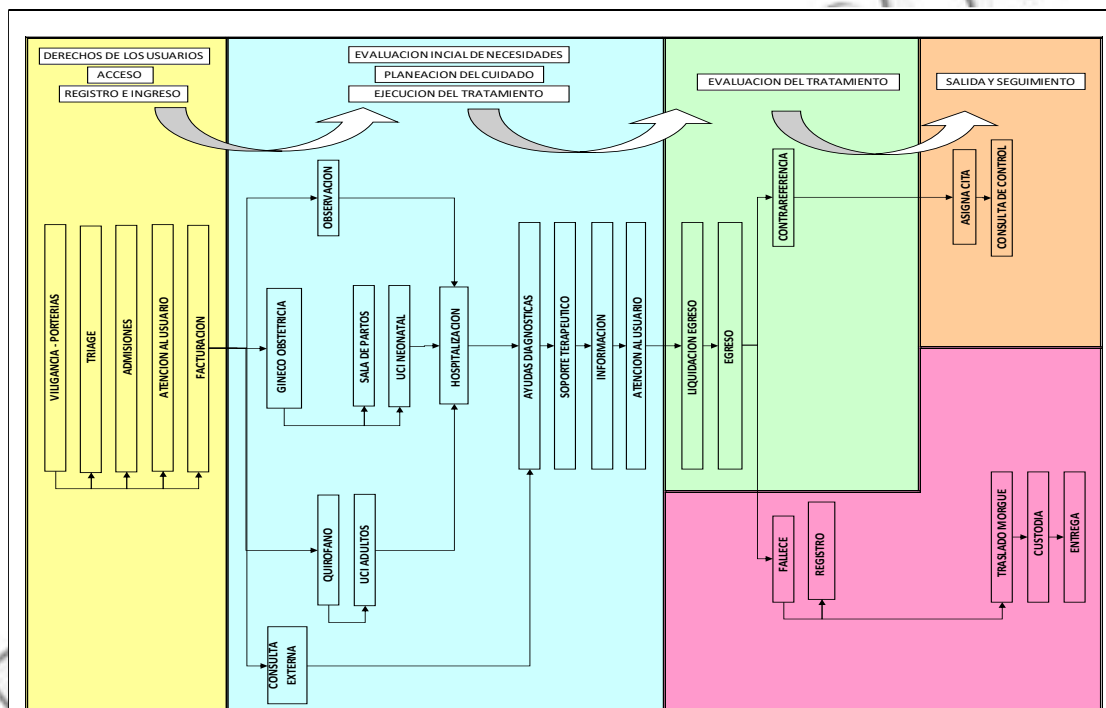 DERECHOS DE LOS USUARIOS
ACCESO
REGISTRO E INGRESO
EVALUACION INCIAL DE NECESIDADES
PLANEACION DEL CUIDADO
EJECUCION DEL TRATAMIENTO
EVALUACION DEL TRATAMIENTO
SALIDA Y SEGUIMIENTO
VILIGANCIA - PORTERIAS
TRIAGE
ADMISIONES
ATENCION AL USUARIO
FACTURACION
OBSERVACION
GINECO OBSTETRICIA
SALA DE PARTOS
UCI NEONATAL
HOSPITALIZACION
QUIROFANO
UCI ADULTOS
CONSULTA
EXTERNA
AYUDAS DIAGNOSTICAS
SOPORTE TERAPEUTICO
INFORMACION
ATENCION AL USUARIO
LIQUIDACION EGRESO
EGRESO
CONTRAREFERENCIA
ASIGNA CITA
CONSULTA DE CONTROL
FALLECE
REGISTRO
TRASLADO MORGUE
CUSTODIA
ENTREGA